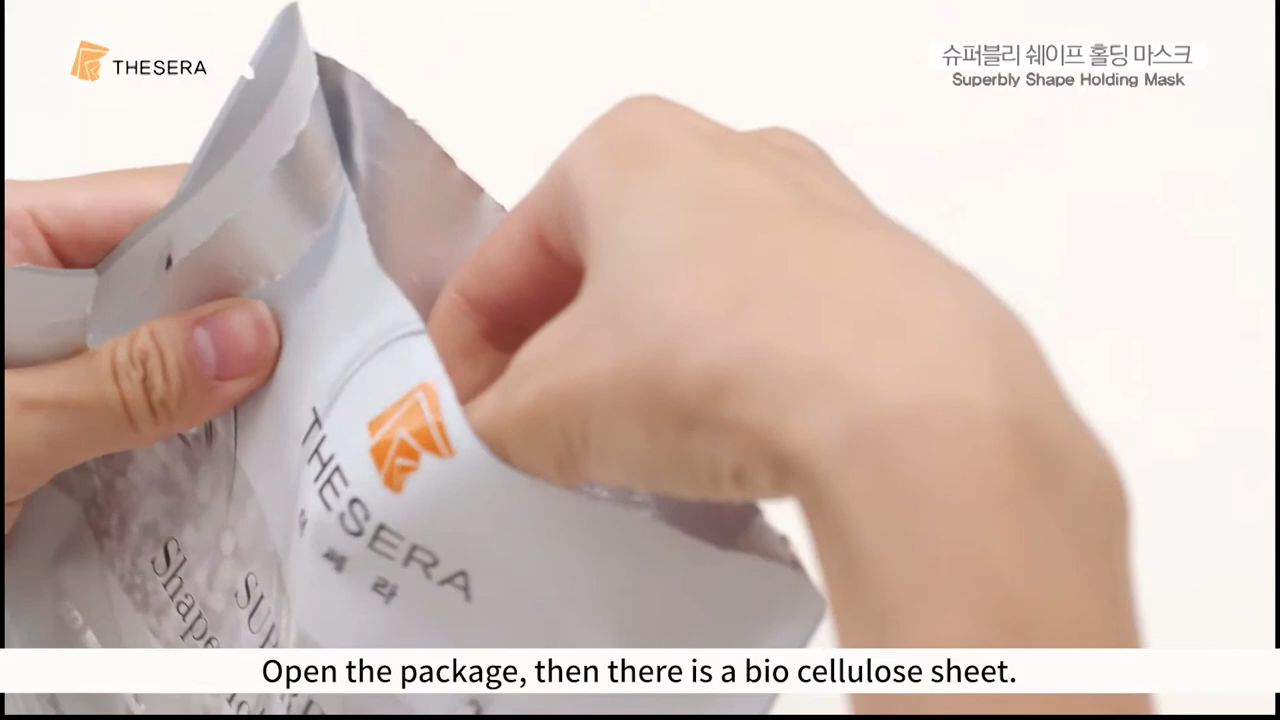 THESERA
슈퍼블리 쉐이프 홀딩 마스크
Superbly Shape Holding Mask
THESERA
더 세 라
Shape
Open the package, then there is a bio cellulose sheet.